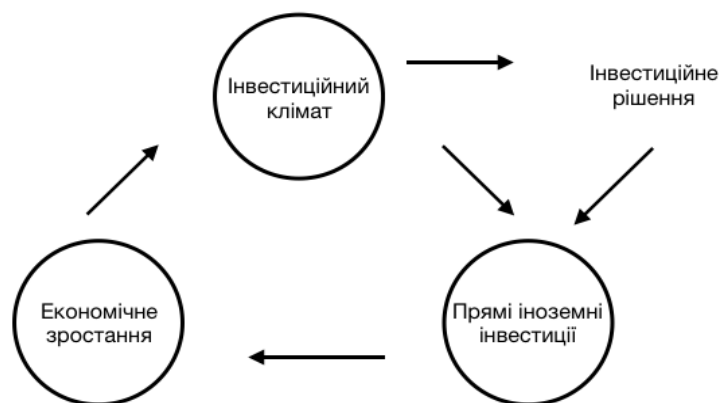 Інвестиційний
клімат
Інвестиційне
рішення
Економічне
зростання
Прямі іноземні
інвестиції